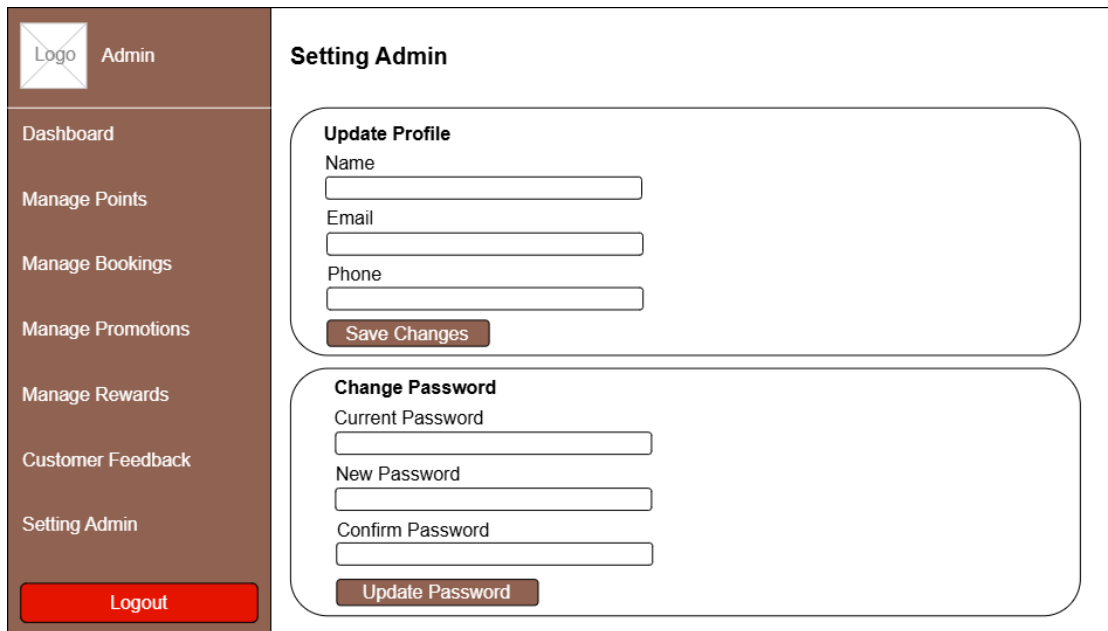 Logo
Admin
Dashboard
Manage Points
Manage Bookings
Manage Promotions
Manage Rewards
Customer Feedback
Setting Admin
Logout
Setting Admin
Update Profile
Name
Email
Phone
Save Changes
Change Password
Current Password
New Password
Confirm Password
Update Password